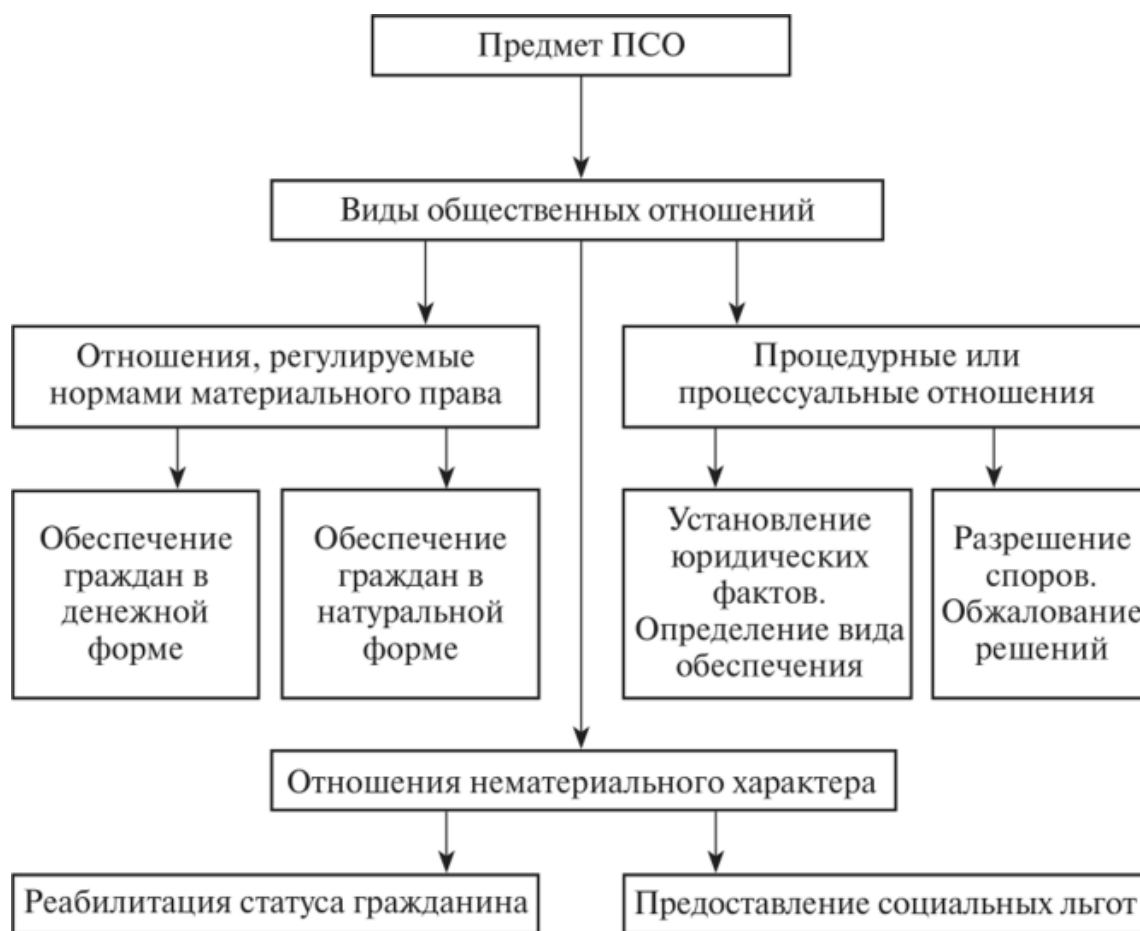 Предмет ПСО
Виды общественных отношений
Отношения, регулируемые
нормами материального права
Процедурные или
процессуальные отношения
Обеспечение
граждан в
денежной
форме
Обеспечение
граждан в
натуральной
форме
Установление
юридических
фактов.
Определение вида
обеспечения
Разрешение
споров.
Обжалование
решений
Отношения нематериального характера
Реабилитация статуса гражданина
Предоставление социальных льгот